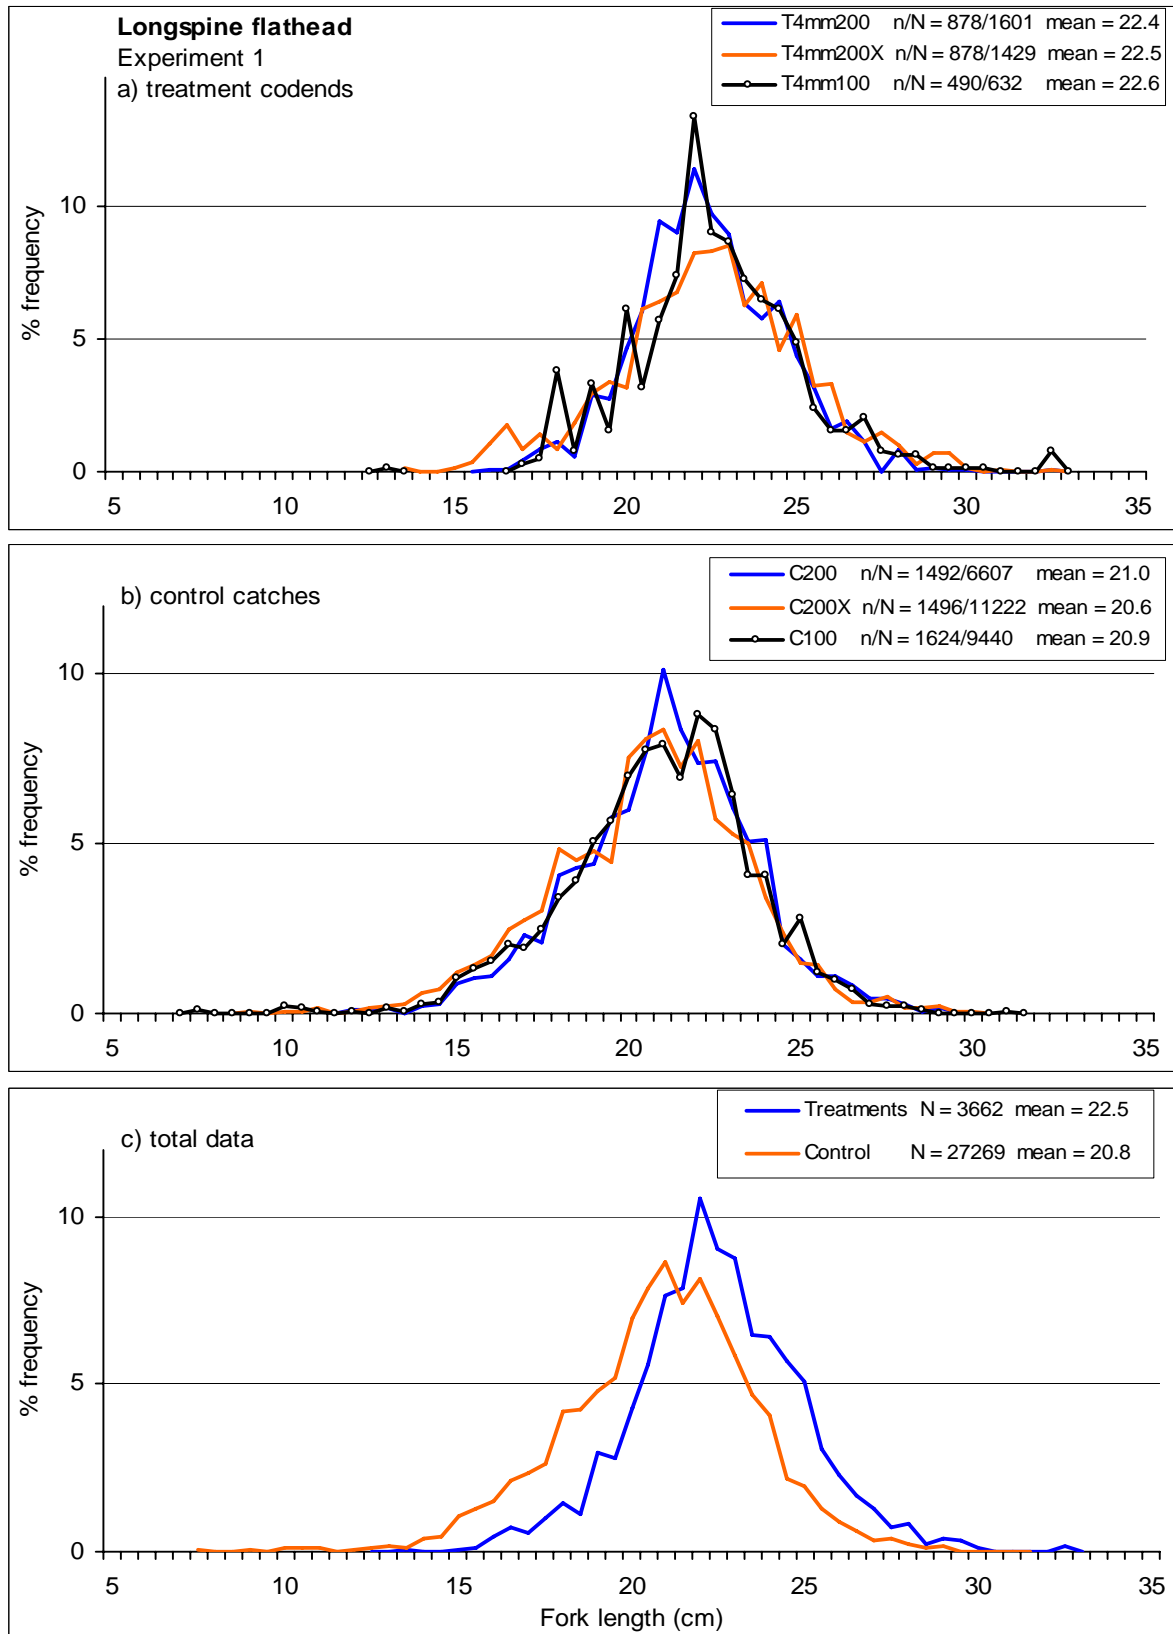 Longspine flathead
Experiment 1
a) treatment codends
T4mm200 n/N = 878/1601 mean = 22.4
T4mm200X n/N = 878/1429 mean = 22.5
T4mm100 n/N = 490/632 mean = 22.6
% frequency
10
5
0
5 10 15 20 25 30 35
b) control catches
C200 n/N = 1492/6607 mean = 21.0
C200X n/N = 1496/11222 mean = 20.6
C100 n/N = 1624/9440 mean = 20.9
% frequency
10
5
0
5 10 15 20 25 30 35
c) total data
Treatments N = 3662 mean = 22.5
Control N = 27269 mean = 20.8
% frequency
10
5
0
5 10 15 20 25 30 35
Fork length (cm)